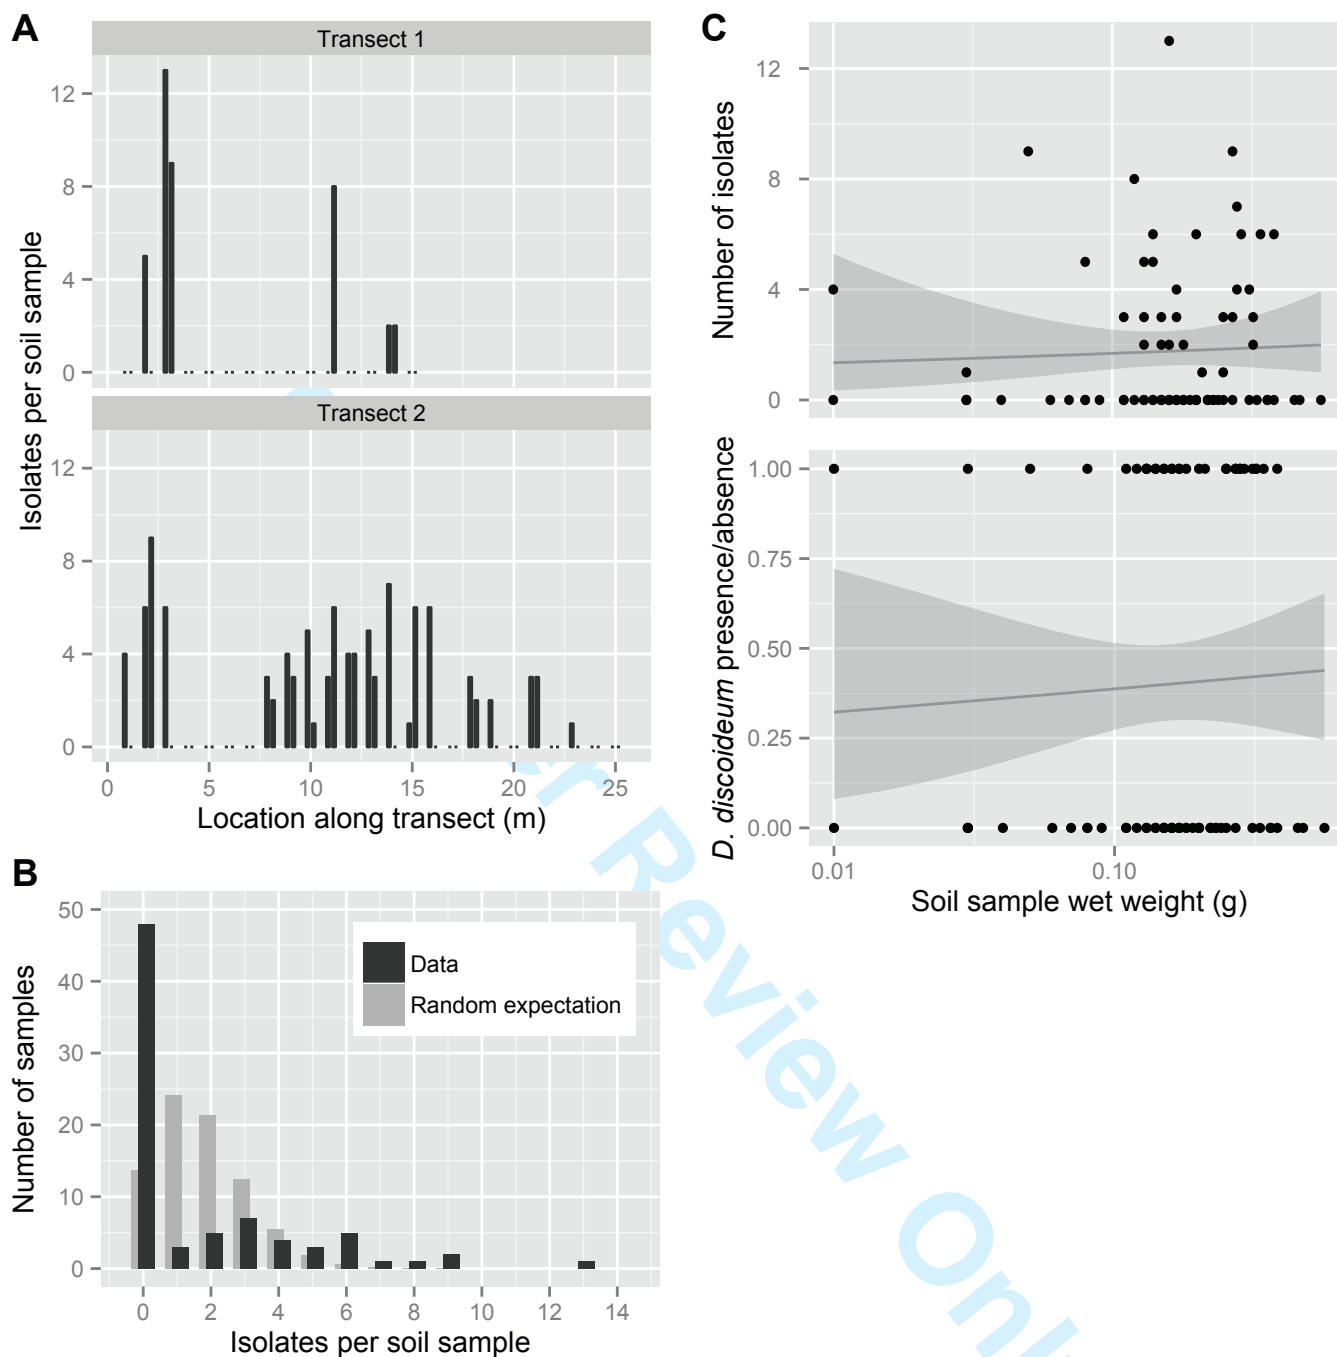 A
Transect 1
12
8
4
0
Transect 2
12
8
4
0
0 5 10 15 20 25
Location along transect (m)
Isolates per soil sample
B
50
40
30
20
10
0
0 2 4 6 8 10 12 14
Isolates per soil sample
Number of samples
Data
Random expectation
C
12
8
4
0
Number of isolates
1.00
0.75
0.50
0.25
0.00
D. discoideum presence/absence
0.01 0.10
Soil sample wet weight (g)
Review Onl